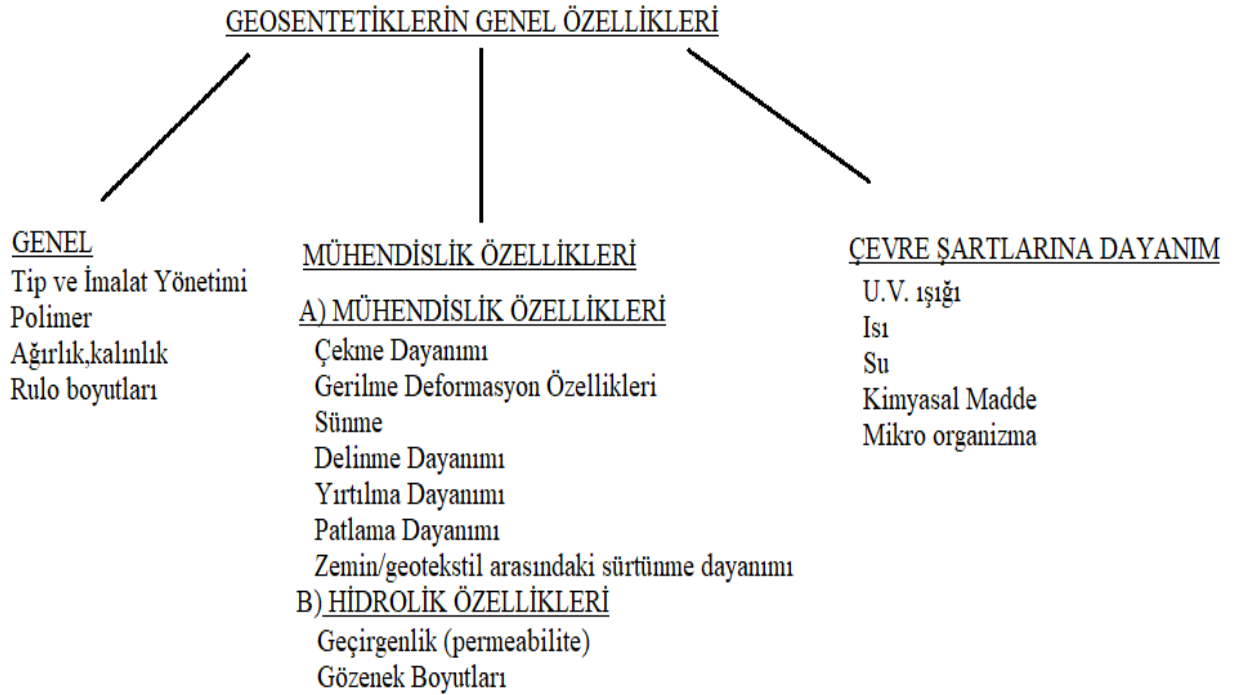 GEOSENTETİKLERİN GENEL ÖZELLİKLERİ
GENEL
Tip ve İmalat Yönetimi
Polimer
Ağırlık,kalınlık
Rulo boyutları
MÜHENDİSLİK ÖZELLİKLERİ
A) MÜHENDİSLİK ÖZELLİKLERİ
Çekme Dayanımı
Gerilme Deformasyon Özellikleri
Sünme
Delinme Dayanımı
Yırtılma Dayanımı
Patlama Dayanımı
Zemin/geotekstil arasındaki sürtünme dayanımı
B) HİDROLİK ÖZELLİKLERİ
Geçirgenlik (permeabilite)
Gözenek Boyutları
ÇEVRE ŞARTLARINA DAYANIM
U.V. ışığı
Isı
Su
Kimyasal Madde
Mikro organizma